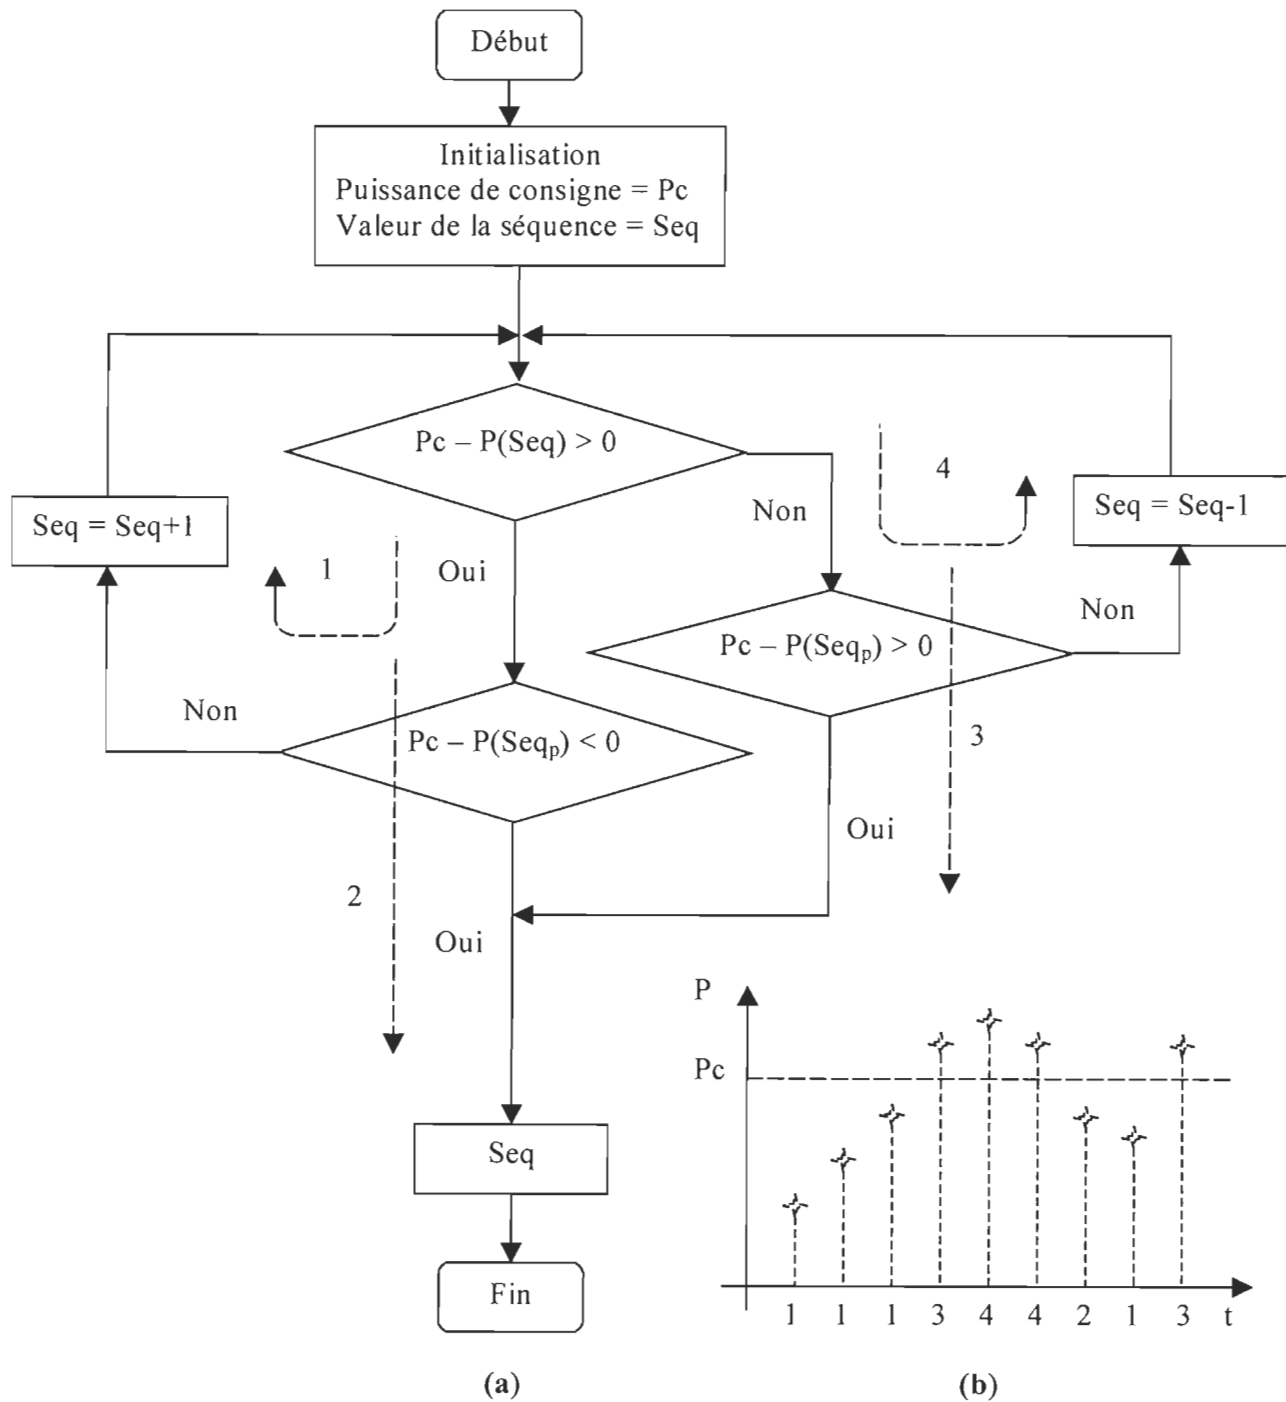 Début
Initialisation
Puissance de consigne = Pc
Valeur de la séquence = Seq
Pc – P(Seq) > 0
4
Seq = Seq+1
Non
Seq = Seq-1
1
Oui
Non
Pc – P(Seqp) > 0
Non
Pc – P(Seqp) < 0
3
Oui
2
Oui
P
Pc
Seq
Fin
1 1 1 3 4 4 2 1 3 t
(a)
(b)